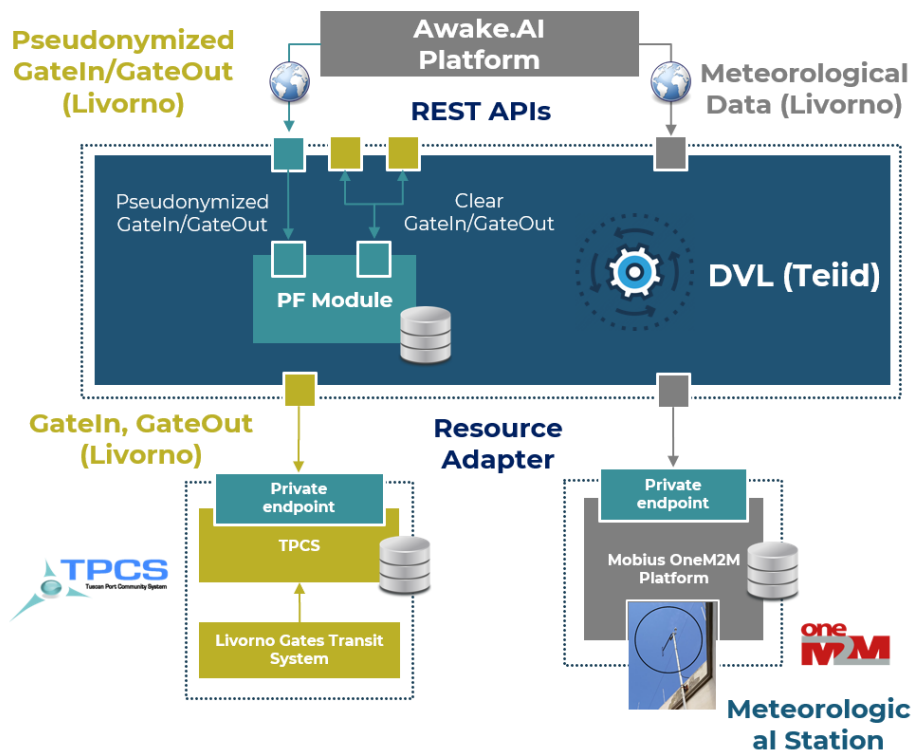 Pseudonymized
GateIn/GateOut
(Livorno)
Awake.AI
Platform
Meteorological
Data (Livorno)
REST APIs
Pseudonymized
GateIn/GateOut
Clear
GateIn/GateOut
PF Module
DVL (Teiid)
GateIn, GateOut
(Livorno)
Resource
Adapter
Private
endpoint
TPCS
Livorno Gates Transit
System
TPCS
Tuscan Port Community System
Private
endpoint
Mobius OneM2M
Platform
one
M2M
Meteorologic
al Station